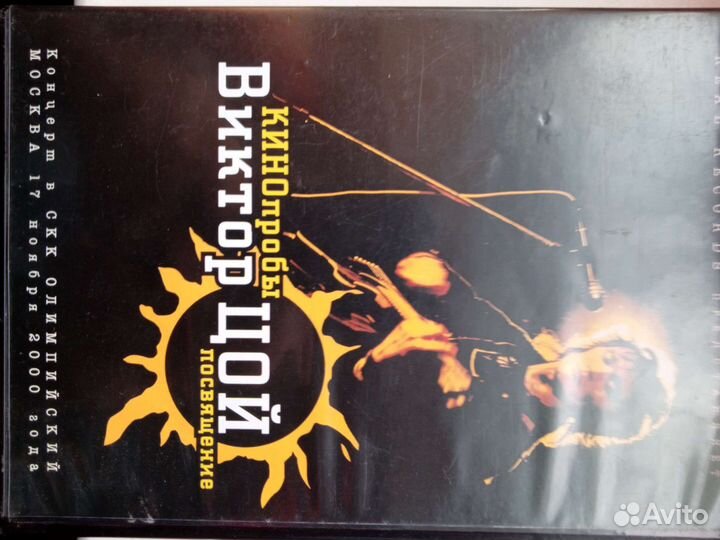 КИНОпробы
Виктор ЦОЙ
посвящение
Концерт в СКК ОЛИМПИЙСКИЙ
МОСКВА 17 ноября 2000 года
Avito